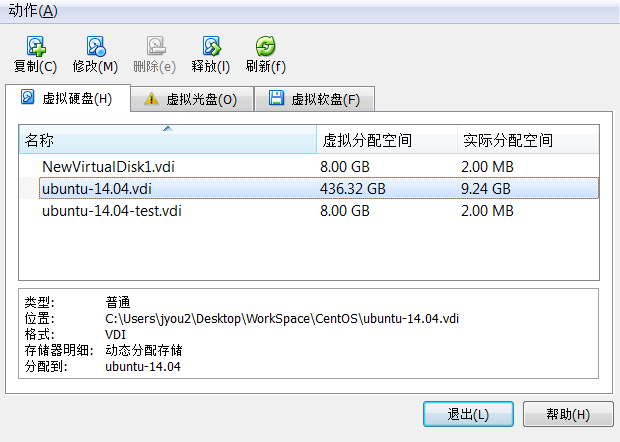 动作(A)
复制(C) 修改(M) 删除(e) 释放(l) 刷新(f)
虚拟硬盘(H) 虚拟光盘(O) 虚拟软盘(F)
名称 虚拟分配空间 实际分配空间
NewVirtualDisk1.vdi 8.00 GB 2.00 MB
ubuntu-14.04.vdi 436.32 GB 9.24 GB
ubuntu-14.04-test.vdi 8.00 GB 2.00 MB
类型: 普通
位置: C:\Users\jyou2\Desktop\WorkSpace\CentOS\ubuntu-14.04.vdi
格式: VDI
存储器明细: 动态分配存储
分配到: ubuntu-14.04
退出(L) 帮助(H)